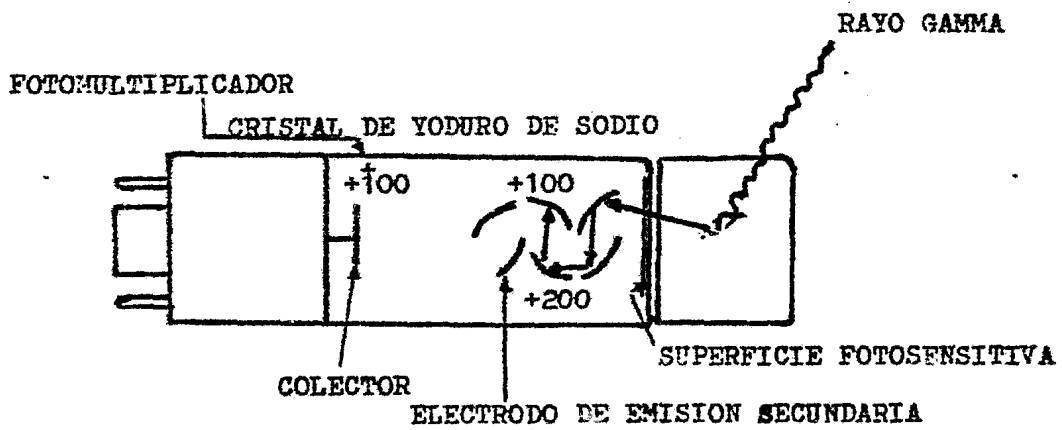 RAYO GAMMA
FOTOMULTIPLICADOR
CRISTAL DE YODURO DE SODIO
+100
+100
+200
SUPERFICIE FOTOSENSITIVA
COLECTOR
ELECTRODO DE EMISION SECUNDARIA